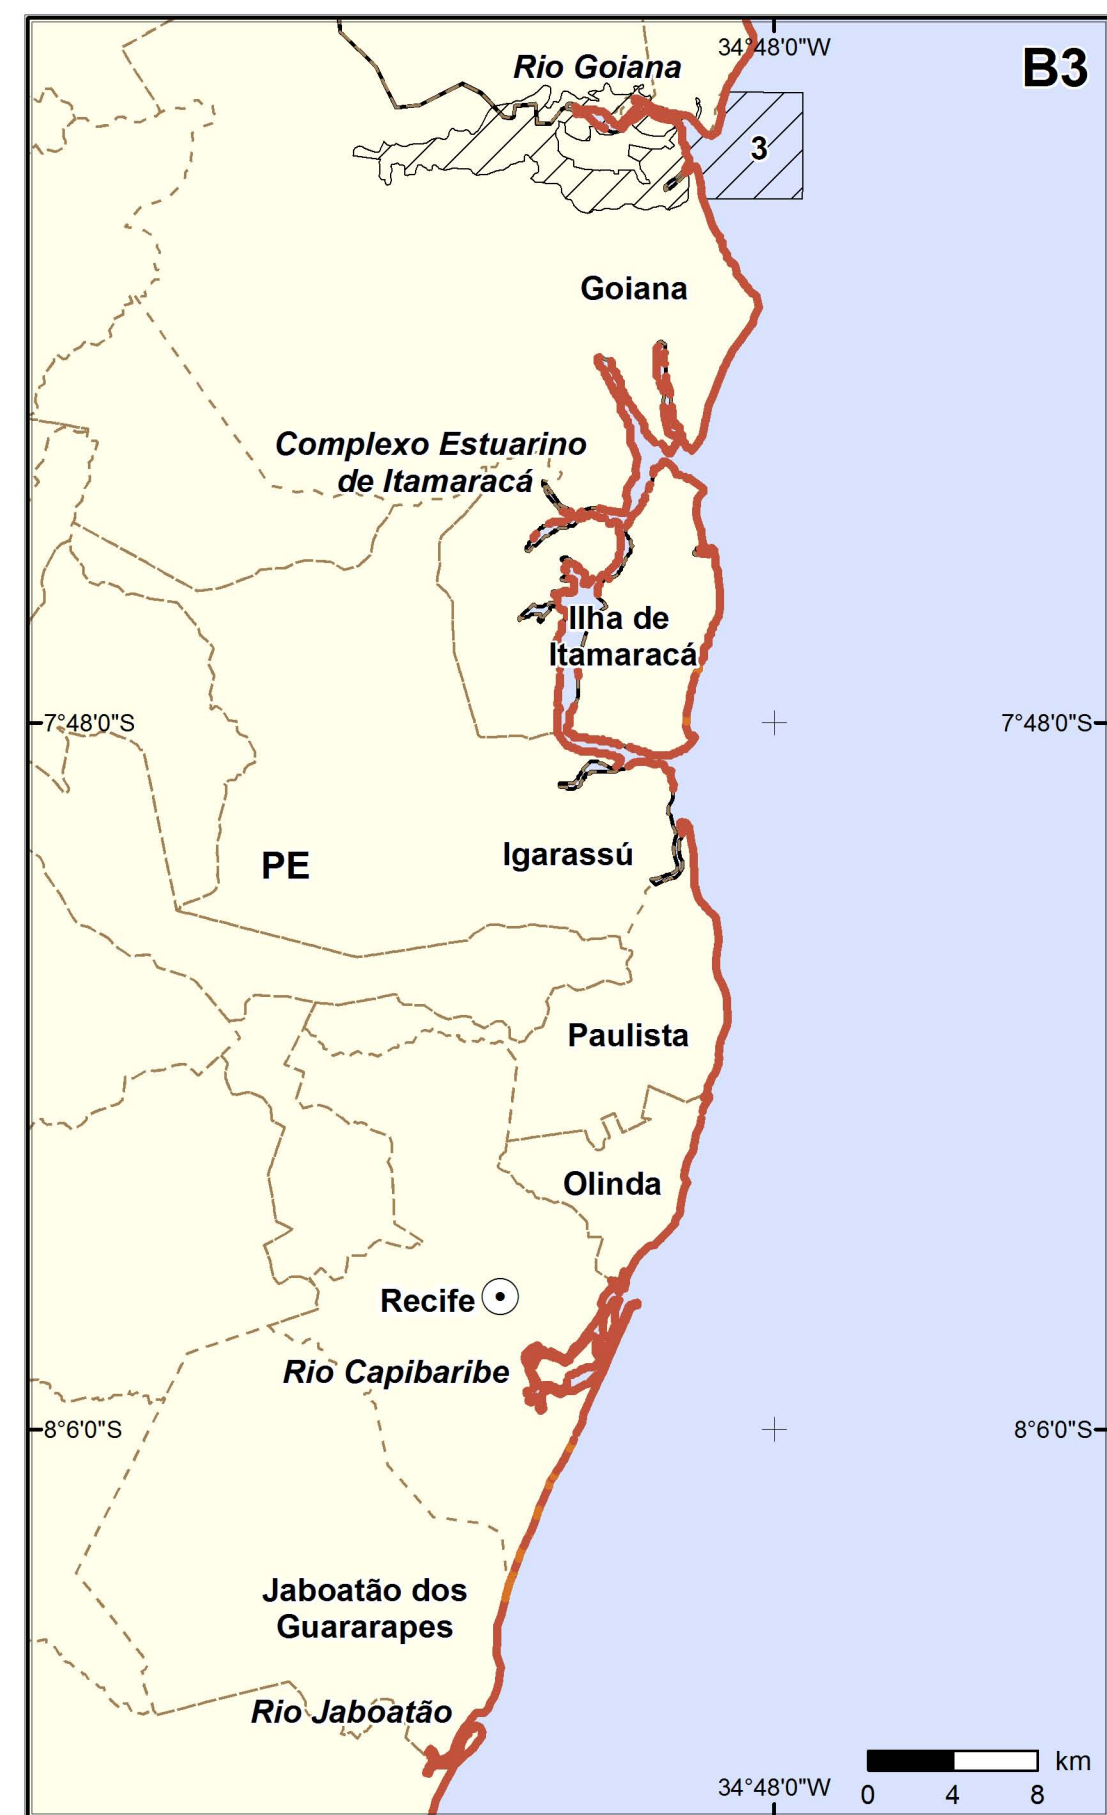 34°48'0"W
B3
Rio Goiana
3
Goiana
Complexo Estuarino
de Itamaracá
Ilha de
Itamaracá
7°48'0"S
7°48'0"S
Igarassú
PE
Paulista
Olinda
Recife
Rio Capibaribe
8°6'0"S
8°6'0"S
Jaboatão dos
Guararapes
Rio Jaboatão
km
34°48'0"W
0 4 8